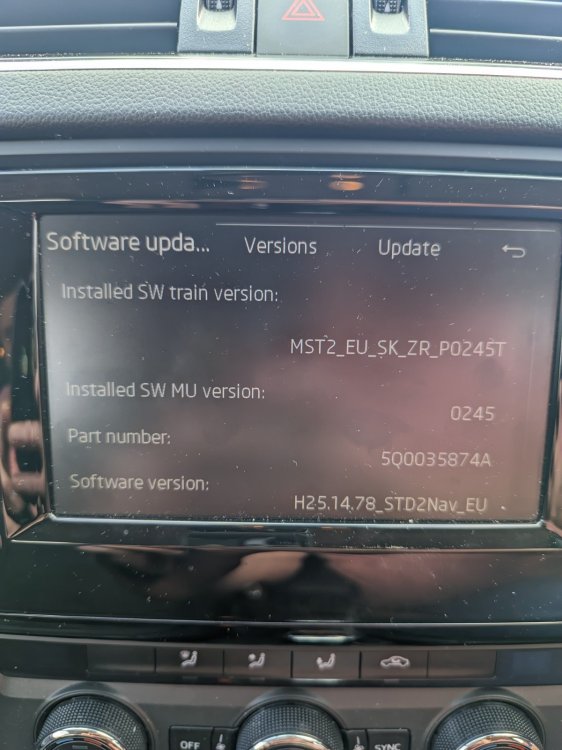 Software upda... Versions Update
Installed SW train version:
MST2_EU_SK_ZR_P0245T
Installed SW MU version:
0245
Part number:
5Q0035874A
Software version:
H25.14.78_STD2Nav_EU
OFF SYNC